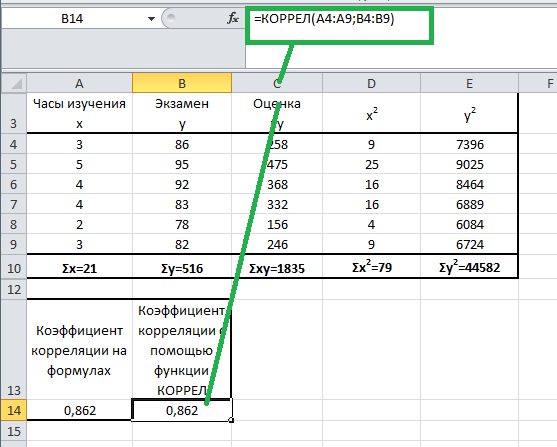 B14 fx =КОРРЕЛ(A4:A9;B4:B9)
A B C D E F
3 Часы изучения x Экзамен y Оценка y x² y²
4 3 86 258 9 7396
5 5 95 475 25 9025
6 4 92 368 16 8464
7 4 83 332 16 6889
8 2 78 156 4 6084
9 3 82 246 9 6724
10 Σx=21 Σy=516 Σxy=1835 Σx²=79 Σy²=44582
12
13 Коэффициент корреляции на формулах Коэффициент корреляции с помощью функции КОРРЕЛ
14 0,862 0,862
15